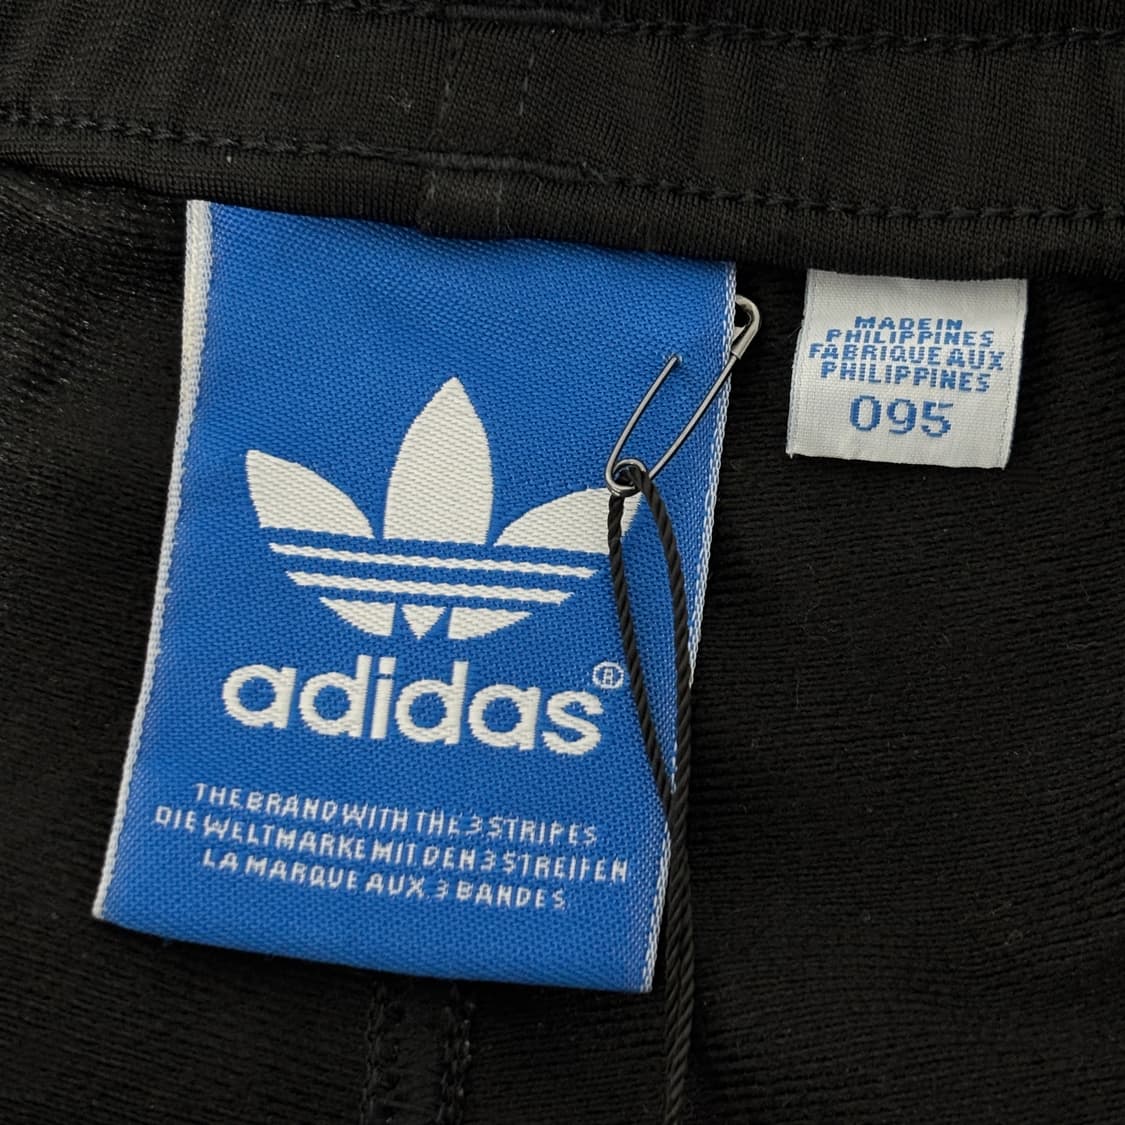 adidas®
THE BRAND WITH THE 3 STRIPES
DIE WELTMARKE MIT DEN 3 STREIFEN
LA MARQUE AUX 3 BANDES
MADE IN
PHILIPPINES
FABRIQUE AUX
PHILIPPINES
095